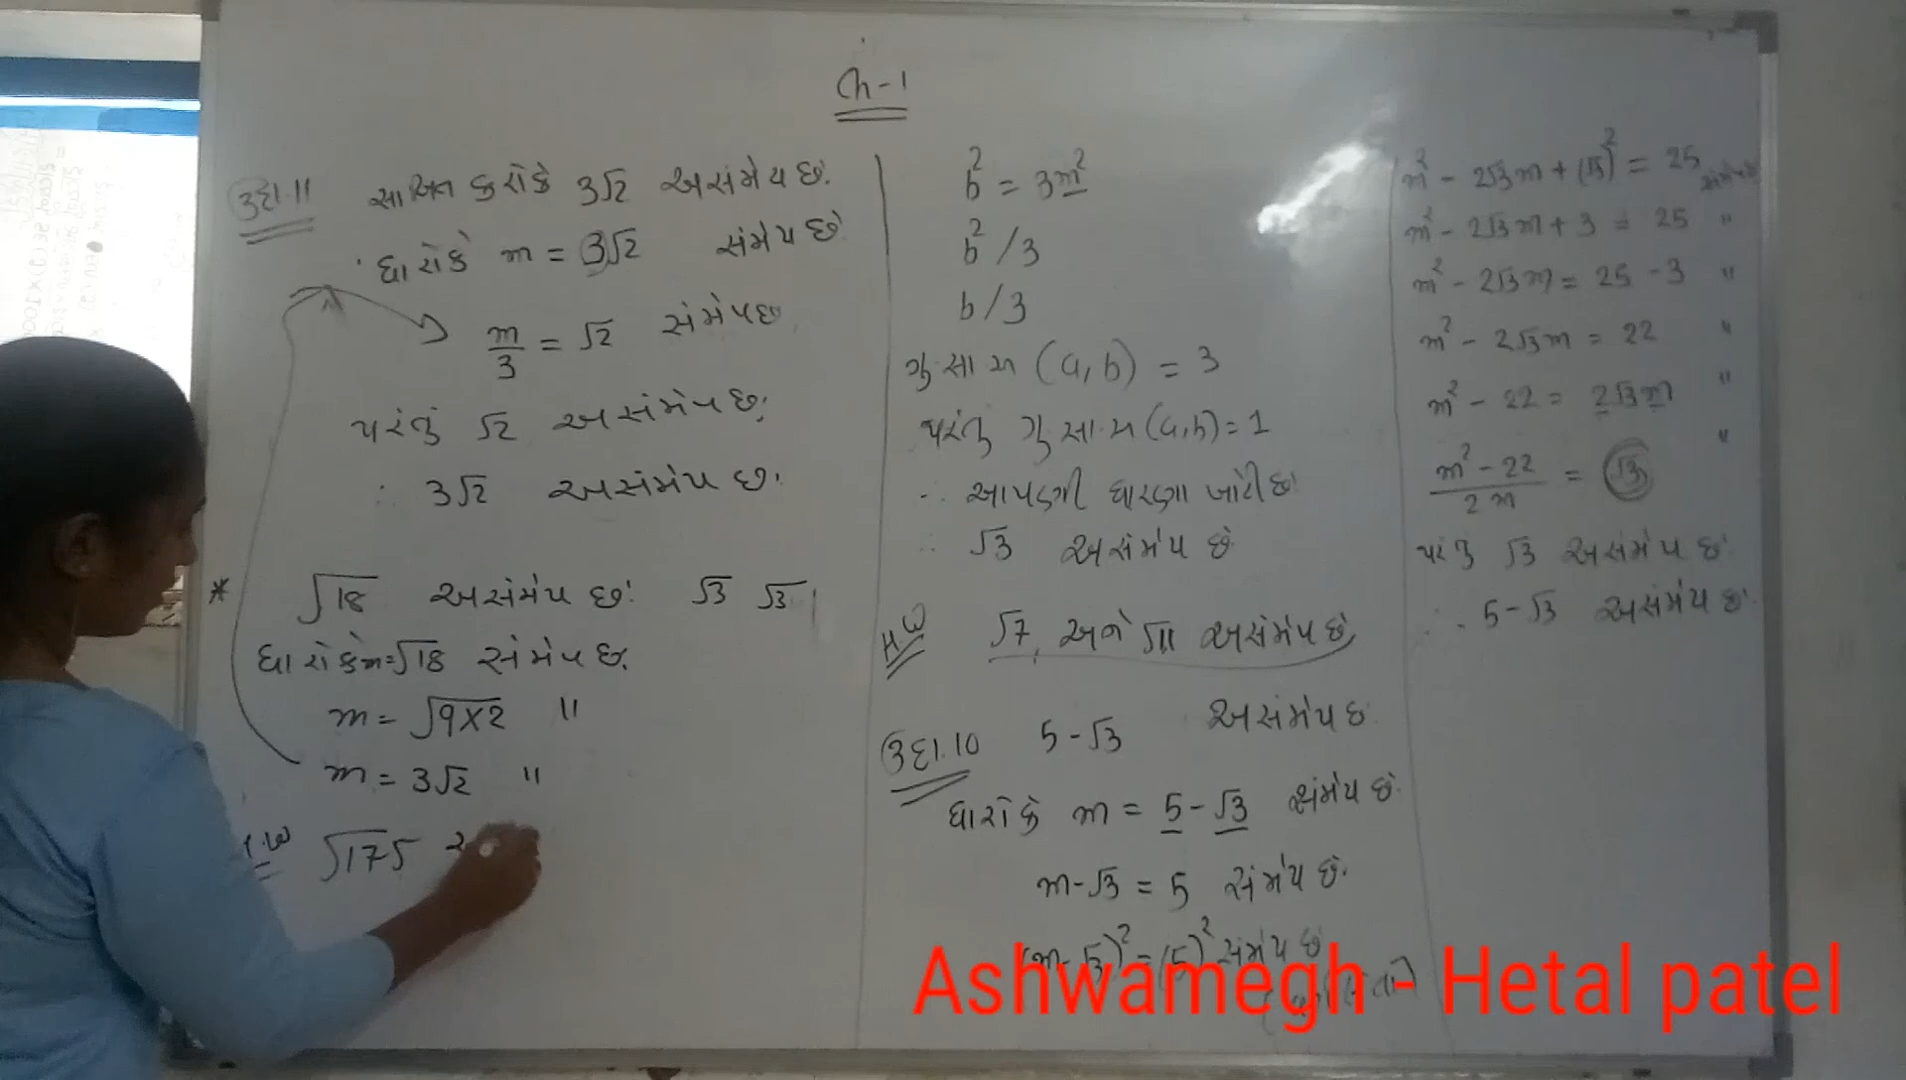 Ch-1
ઉદા.11 સાબિત કરોકે 3√2 અસંમેય છે.
ધારોકે m = 3√2 સંમેય છે
m/3 = √2 સંમેય છે
પરંતુ √2 અસંમેય છે.
∴ 3√2 અસંમેય છે.
* √18 અસંમેય છે. √3 √3
ધારોકે m=√18 સંમેય છે.
m = √9×2 "
m = 3√2 "
H.W √175
b² = 3m²
b²/3
b/3
ગુ સા અ (a, b) = 3
પરંતુ ગુ સા અ (a,b) = 1
∴ આપણી ધારણા ખોટી છે
∴ √3 અસંમેય છે
HW √7, અને √11 અસંમેય છે
ઉદા.10 5-√3 અસંમેય છે
ધારોકે m = 5-√3 સંમેય છે.
m-√3 = 5 સંમેય છે.
(m-√3)² = (5)² સંમેય છે
m² - 2√3m + (√3)² = 25 સંમેય છે
m² - 2√3m + 3 = 25 "
m² - 2√3m = 25 - 3 "
m² - 2√3m = 22 "
m² - 22 = 2√3m "
m² - 22 / 2m = √3 "
પરંતુ √3 અસંમેય છે
∴ 5-√3 અસંમેય છે.
Ashwamegh - Hetal patel